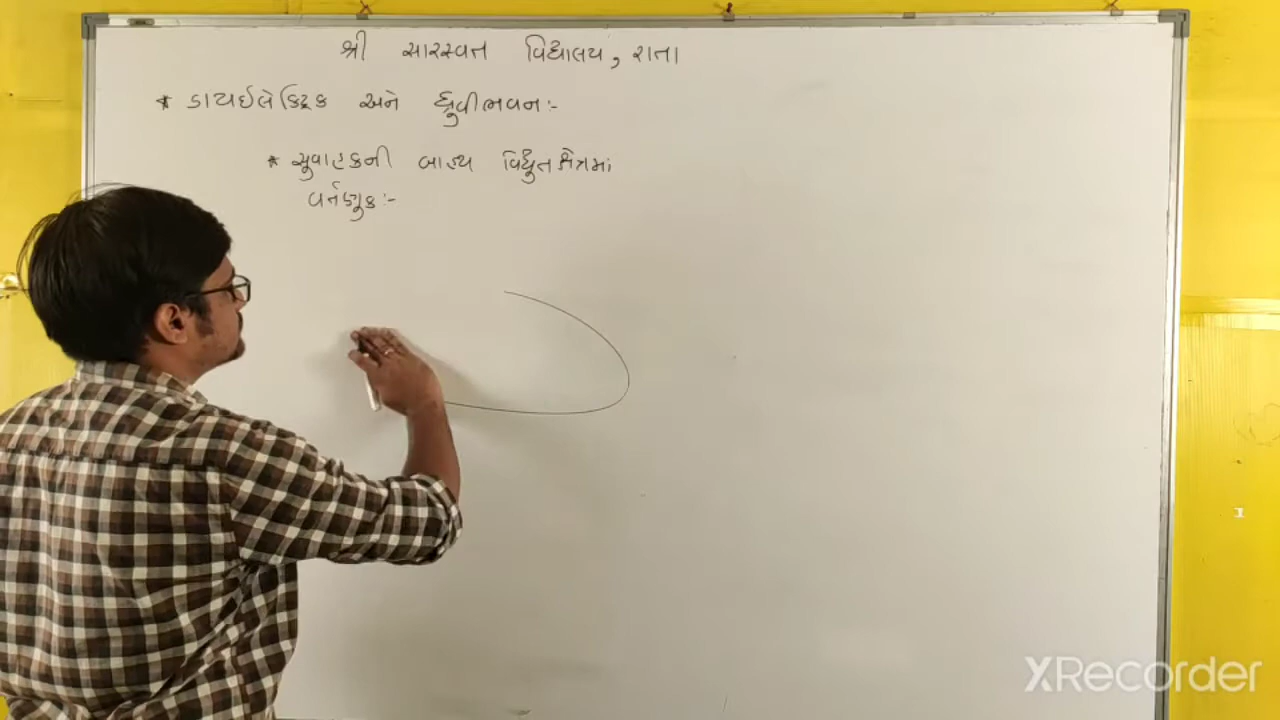 શ્રી સારસ્વત વિદ્યાલય, રાતા
* ડાયઈલેક્ટ્રિક અને ધ્રુવીભવન:-
* સુવાહકની બાહ્ય વિદ્યુતક્ષેત્રમાં
વર્તણુક:-
XRecorder